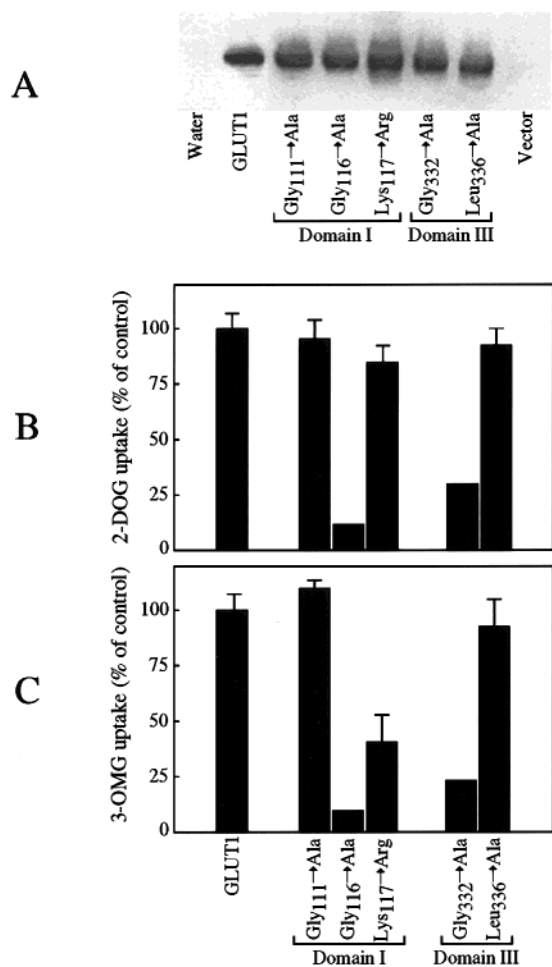 A
Water
GLUT1
Gly111→Ala
Gly116→Ala
Lys117→Arg
Gly332→Ala
Leu336→Ala
Vector
Domain I
Domain III
B
2-DOG uptake (% of control)
100
75
50
25
0
C
3-OMG uptake (% of control)
100
75
50
25
0
GLUT1
Gly111→Ala
Gly116→Ala
Lys117→Arg
Gly332→Ala
Leu336→Ala
Domain I
Domain III